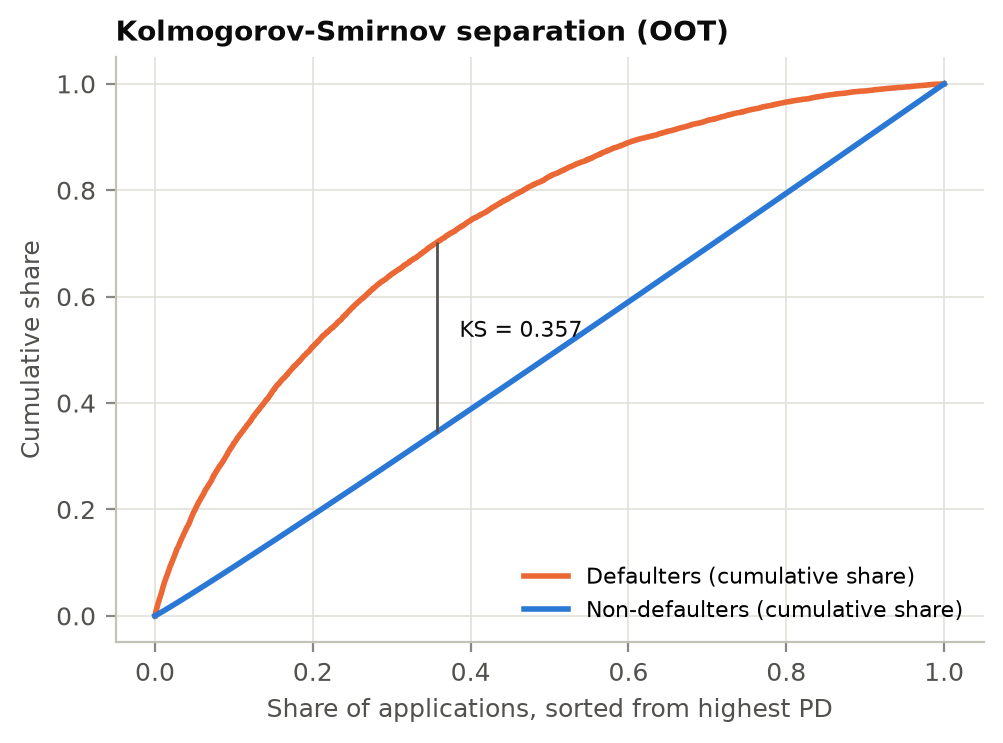 Kolmogorov-Smirnov separation (OOT)
Cumulative share
1.0
0.8
0.6
0.4
0.2
0.0
KS = 0.357
Defaulters (cumulative share)
Non-defaulters (cumulative share)
0.0 0.2 0.4 0.6 0.8 1.0
Share of applications, sorted from highest PD